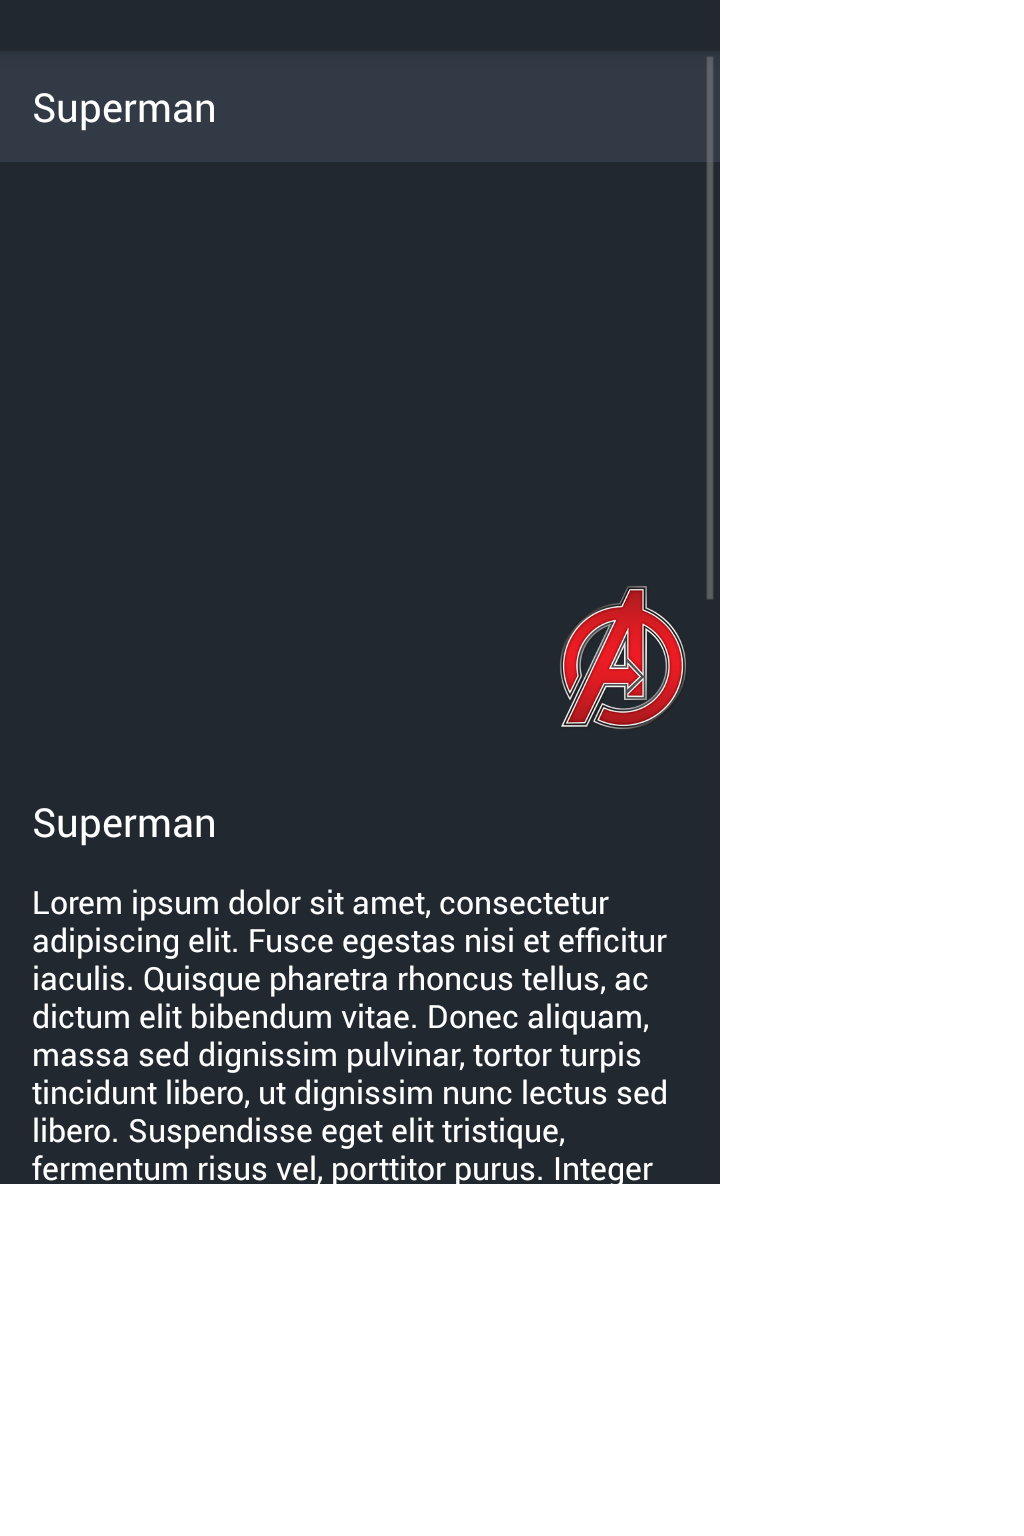 Superman
Superman
Lorem ipsum dolor sit amet, consectetur
adipiscing elit. Fusce egestas nisi et efficitur
iaculis. Quisque pharetra rhoncus tellus, ac
dictum elit bibendum vitae. Donec aliquam,
massa sed dignissim pulvinar, tortor turpis
tincidunt libero, ut dignissim nunc lectus sed
libero. Suspendisse eget elit tristique,
fermentum risus vel, porttitor purus. Integer